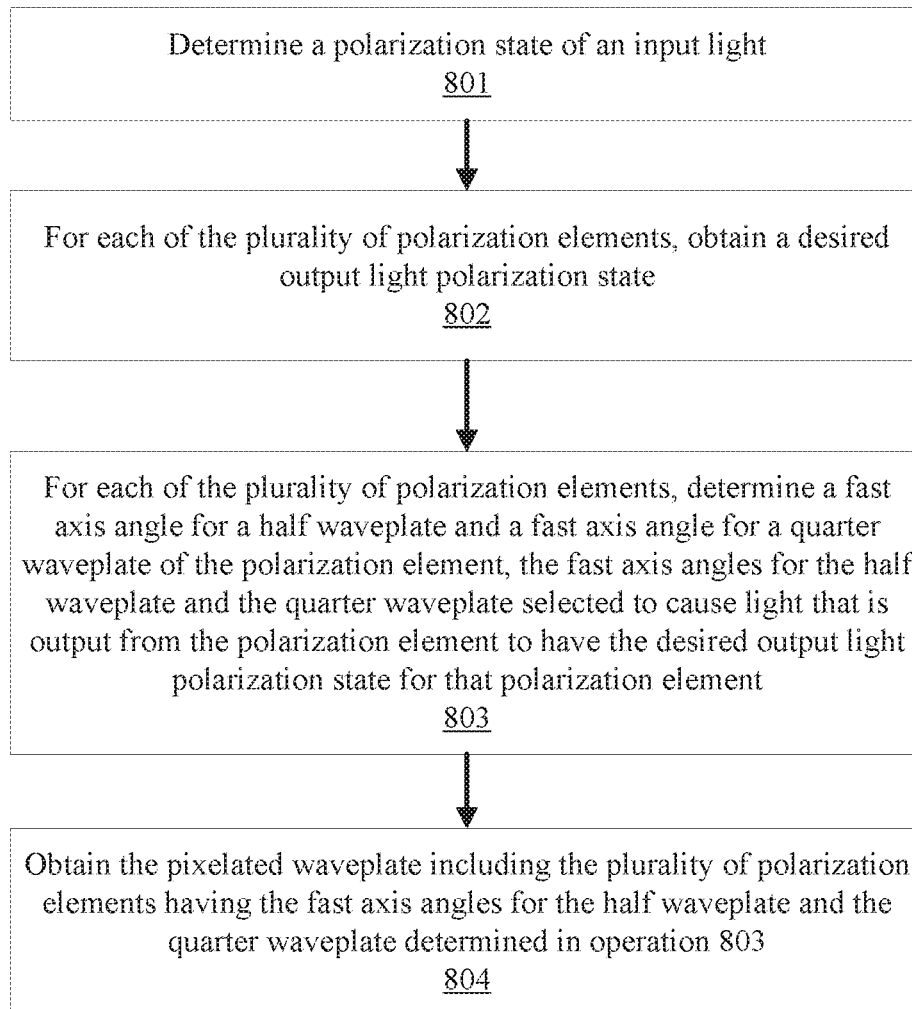 Determine a polarization state of an input light
801
For each of the plurality of polarization elements, obtain a desired
output light polarization state
802
For each of the plurality of polarization elements, determine a fast
axis angle for a half waveplate and a fast axis angle for a quarter
waveplate of the polarization element, the fast axis angles for the half
waveplate and the quarter waveplate selected to cause light that is
output from the polarization element to have the desired output light
polarization state for that polarization element
803
Obtain the pixelated waveplate including the plurality of polarization
elements having the fast axis angles for the half waveplate and the
quarter waveplate determined in operation 803
804